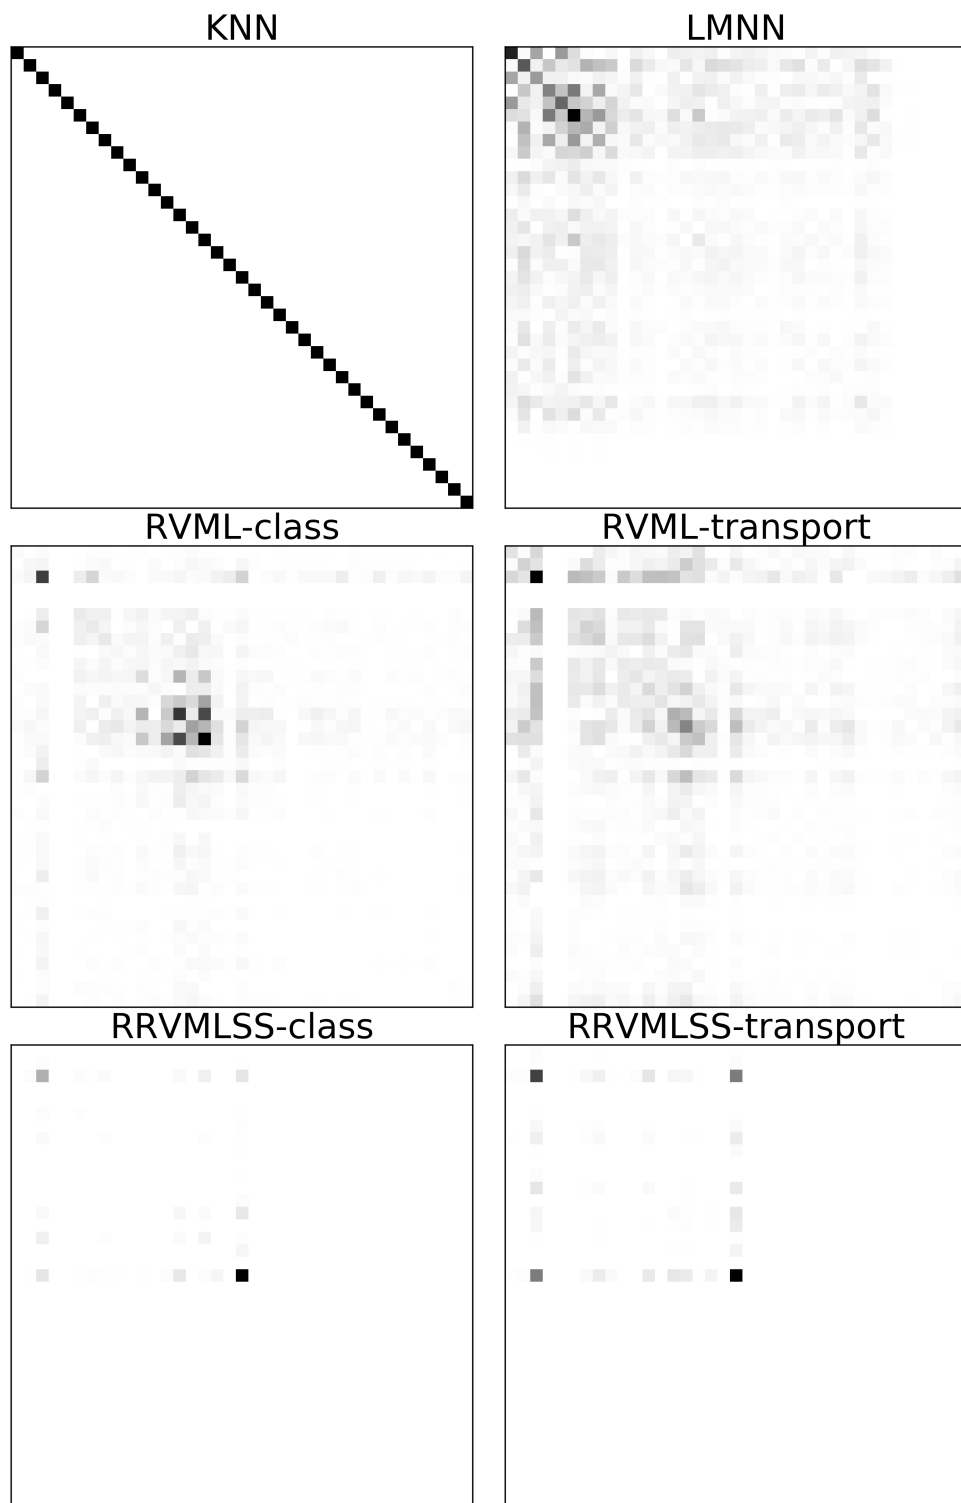 KNN
LMNN
RVML-class
RVML-transport
RRVMLSS-class
RRVMLSS-transport